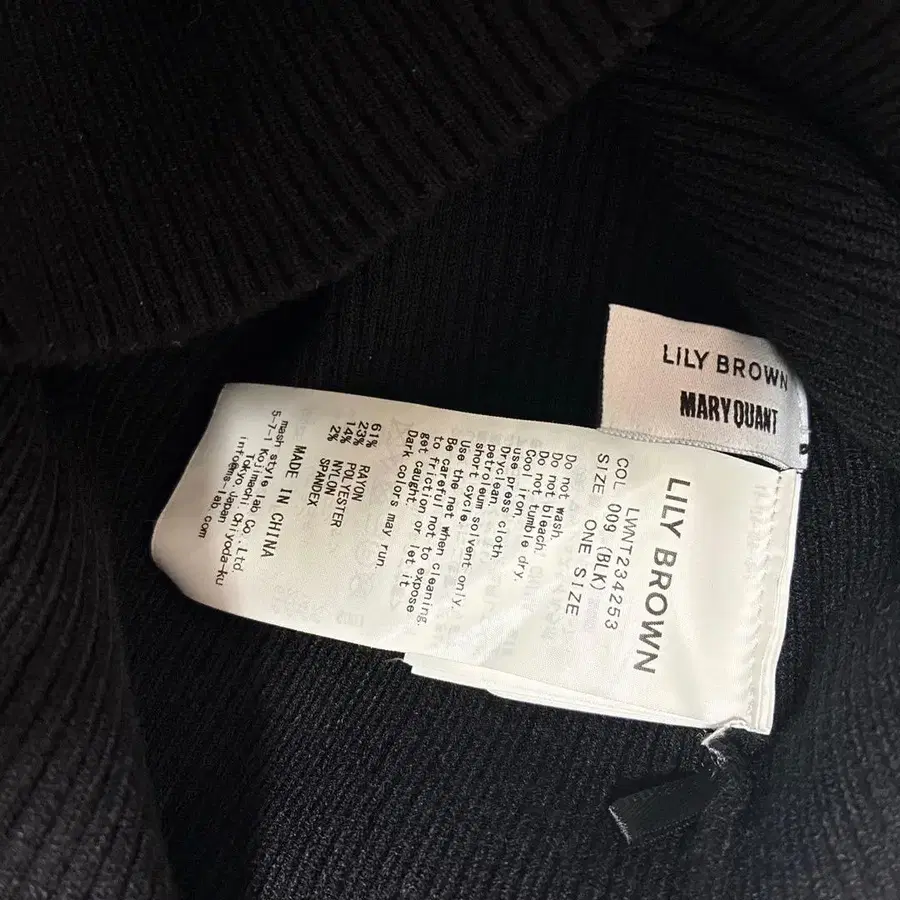 LILY BROWN
MARY QUANT
LILY BROWN
LWNT234253
COL 009 (BLK)
SIZE ONE SIZE
Do not wash.
Do not bleach.
Do not tumble dry.
Cool iron.
use press cloth.
Dryclean.
petroleum solvent only.
short cycle.
Use the net when cleaning.
Be careful not to expose
to friction or let it
get caught.
Dark colors may run.
61% RAYON
23% POLYESTER
14% NYLON
2% SPANDEX
MADE IN CHINA
mash style lab Co.,Ltd.
5-7-1 Kojimachi Chiyoda-ku
Tokyo Japan
info@ms-lab.com